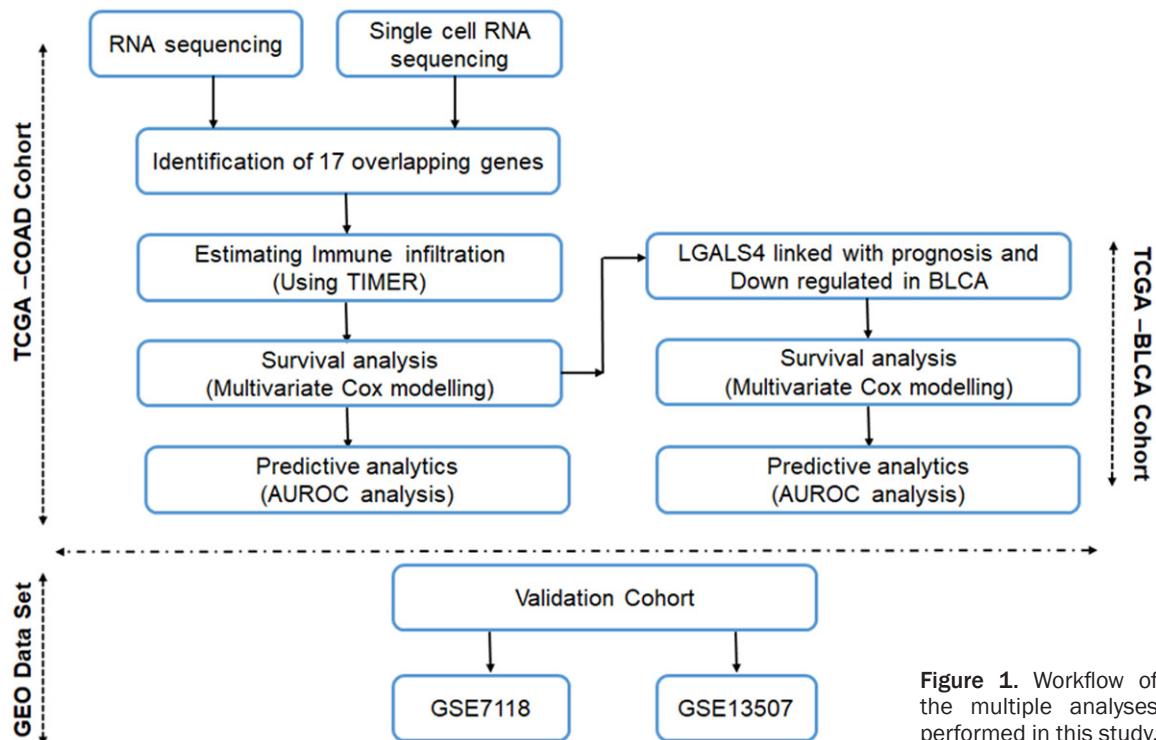 RNA sequencing
Single cell RNA
sequencing
TCGA –COAD Cohort
Identification of 17 overlapping genes
Estimating Immune infiltration
(Using TIMER)
Survival analysis
(Multivariate Cox modelling)
Predictive analytics
(AUROC analysis)
LGALS4 linked with prognosis and
Down regulated in BLCA
Survival analysis
(Multivariate Cox modelling)
Predictive analytics
(AUROC analysis)
TCGA –BLCA Cohort
GEO Data Set
Validation Cohort
GSE7118
GSE13507
Figure 1. Workflow of
the multiple analyses
performed in this study.